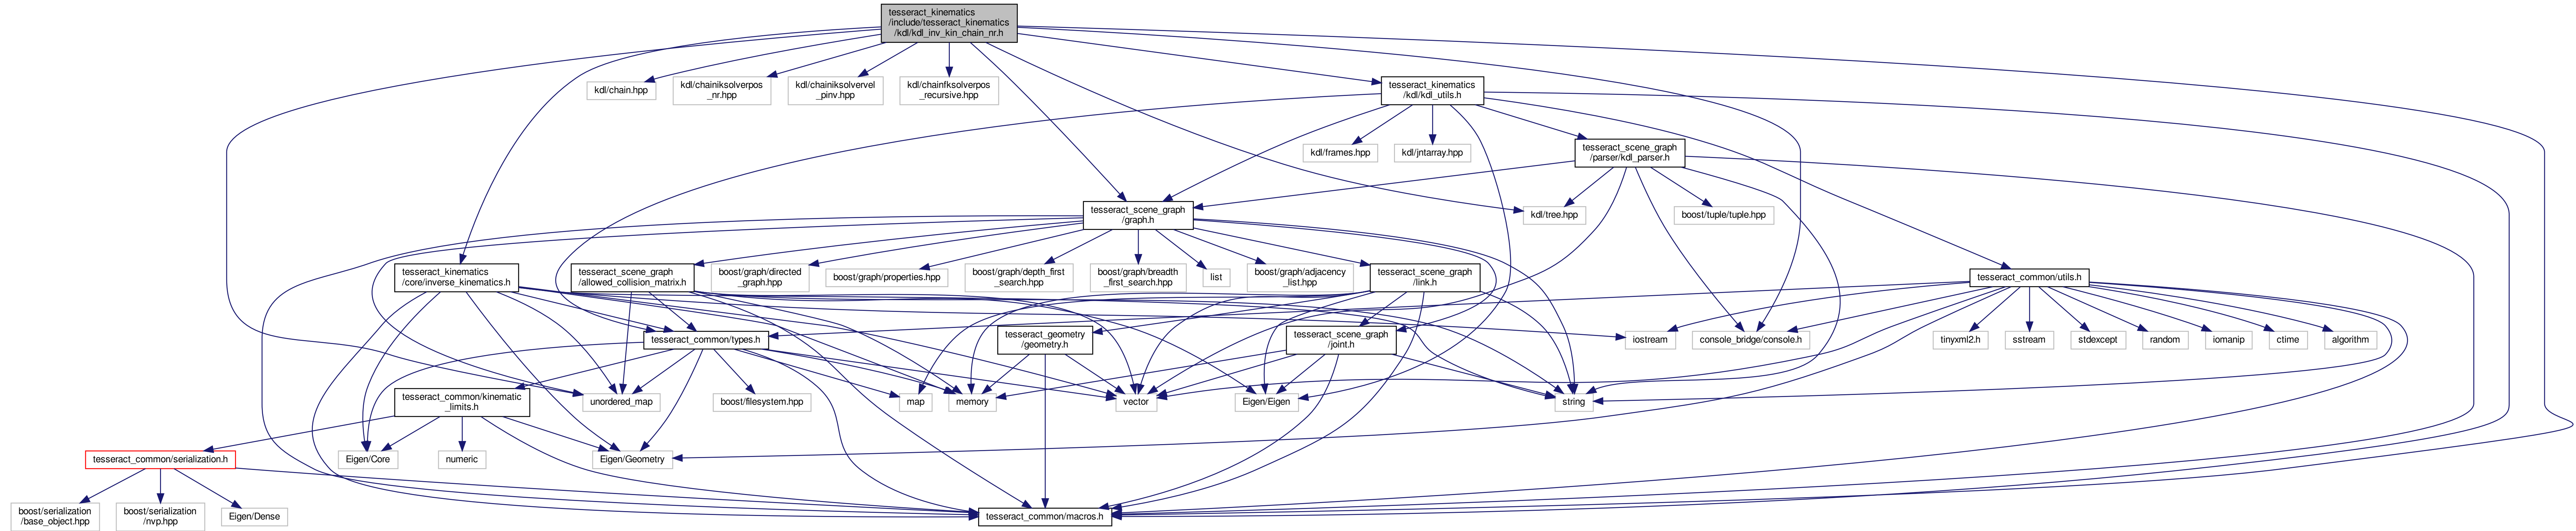 tesseract_kinematics
/include/tesseract_kinematics
/kdl/kdl_inv_kin_chain_nr.h
kdl/chain.hpp
kdl/chainiksolverpos
_nr.hpp
kdl/chainiksolvervel
_pinv.hpp
kdl/chainfksolverpos
_recursive.hpp
tesseract_kinematics
/kdl/kdl_utils.h
kdl/frames.hpp
kdl/jntarray.hpp
tesseract_scene_graph
/parser/kdl_parser.h
tesseract_scene_graph
/graph.h
kdl/tree.hpp
boost/tuple/tuple.hpp
tesseract_kinematics
/core/inverse_kinematics.h
tesseract_scene_graph
/allowed_collision_matrix.h
boost/graph/directed
_graph.hpp
boost/graph/properties.hpp
boost/graph/depth_first
_search.hpp
boost/graph/breadth
_first_search.hpp
list
boost/graph/adjacency
_list.hpp
tesseract_scene_graph
/link.h
tesseract_common/utils.h
tesseract_common/types.h
tesseract_geometry
/geometry.h
tesseract_scene_graph
/joint.h
iostream
console_bridge/console.h
tinyxml2.h
sstream
stdexcept
random
iomanip
ctime
algorithm
tesseract_common/kinematic
_limits.h
unordered_map
boost/filesystem.hpp
map
memory
vector
Eigen/Eigen
string
tesseract_common/serialization.h
Eigen/Core
numeric
Eigen/Geometry
boost/serialization
/base_object.hpp
boost/serialization
/nvp.hpp
Eigen/Dense
tesseract_common/macros.h